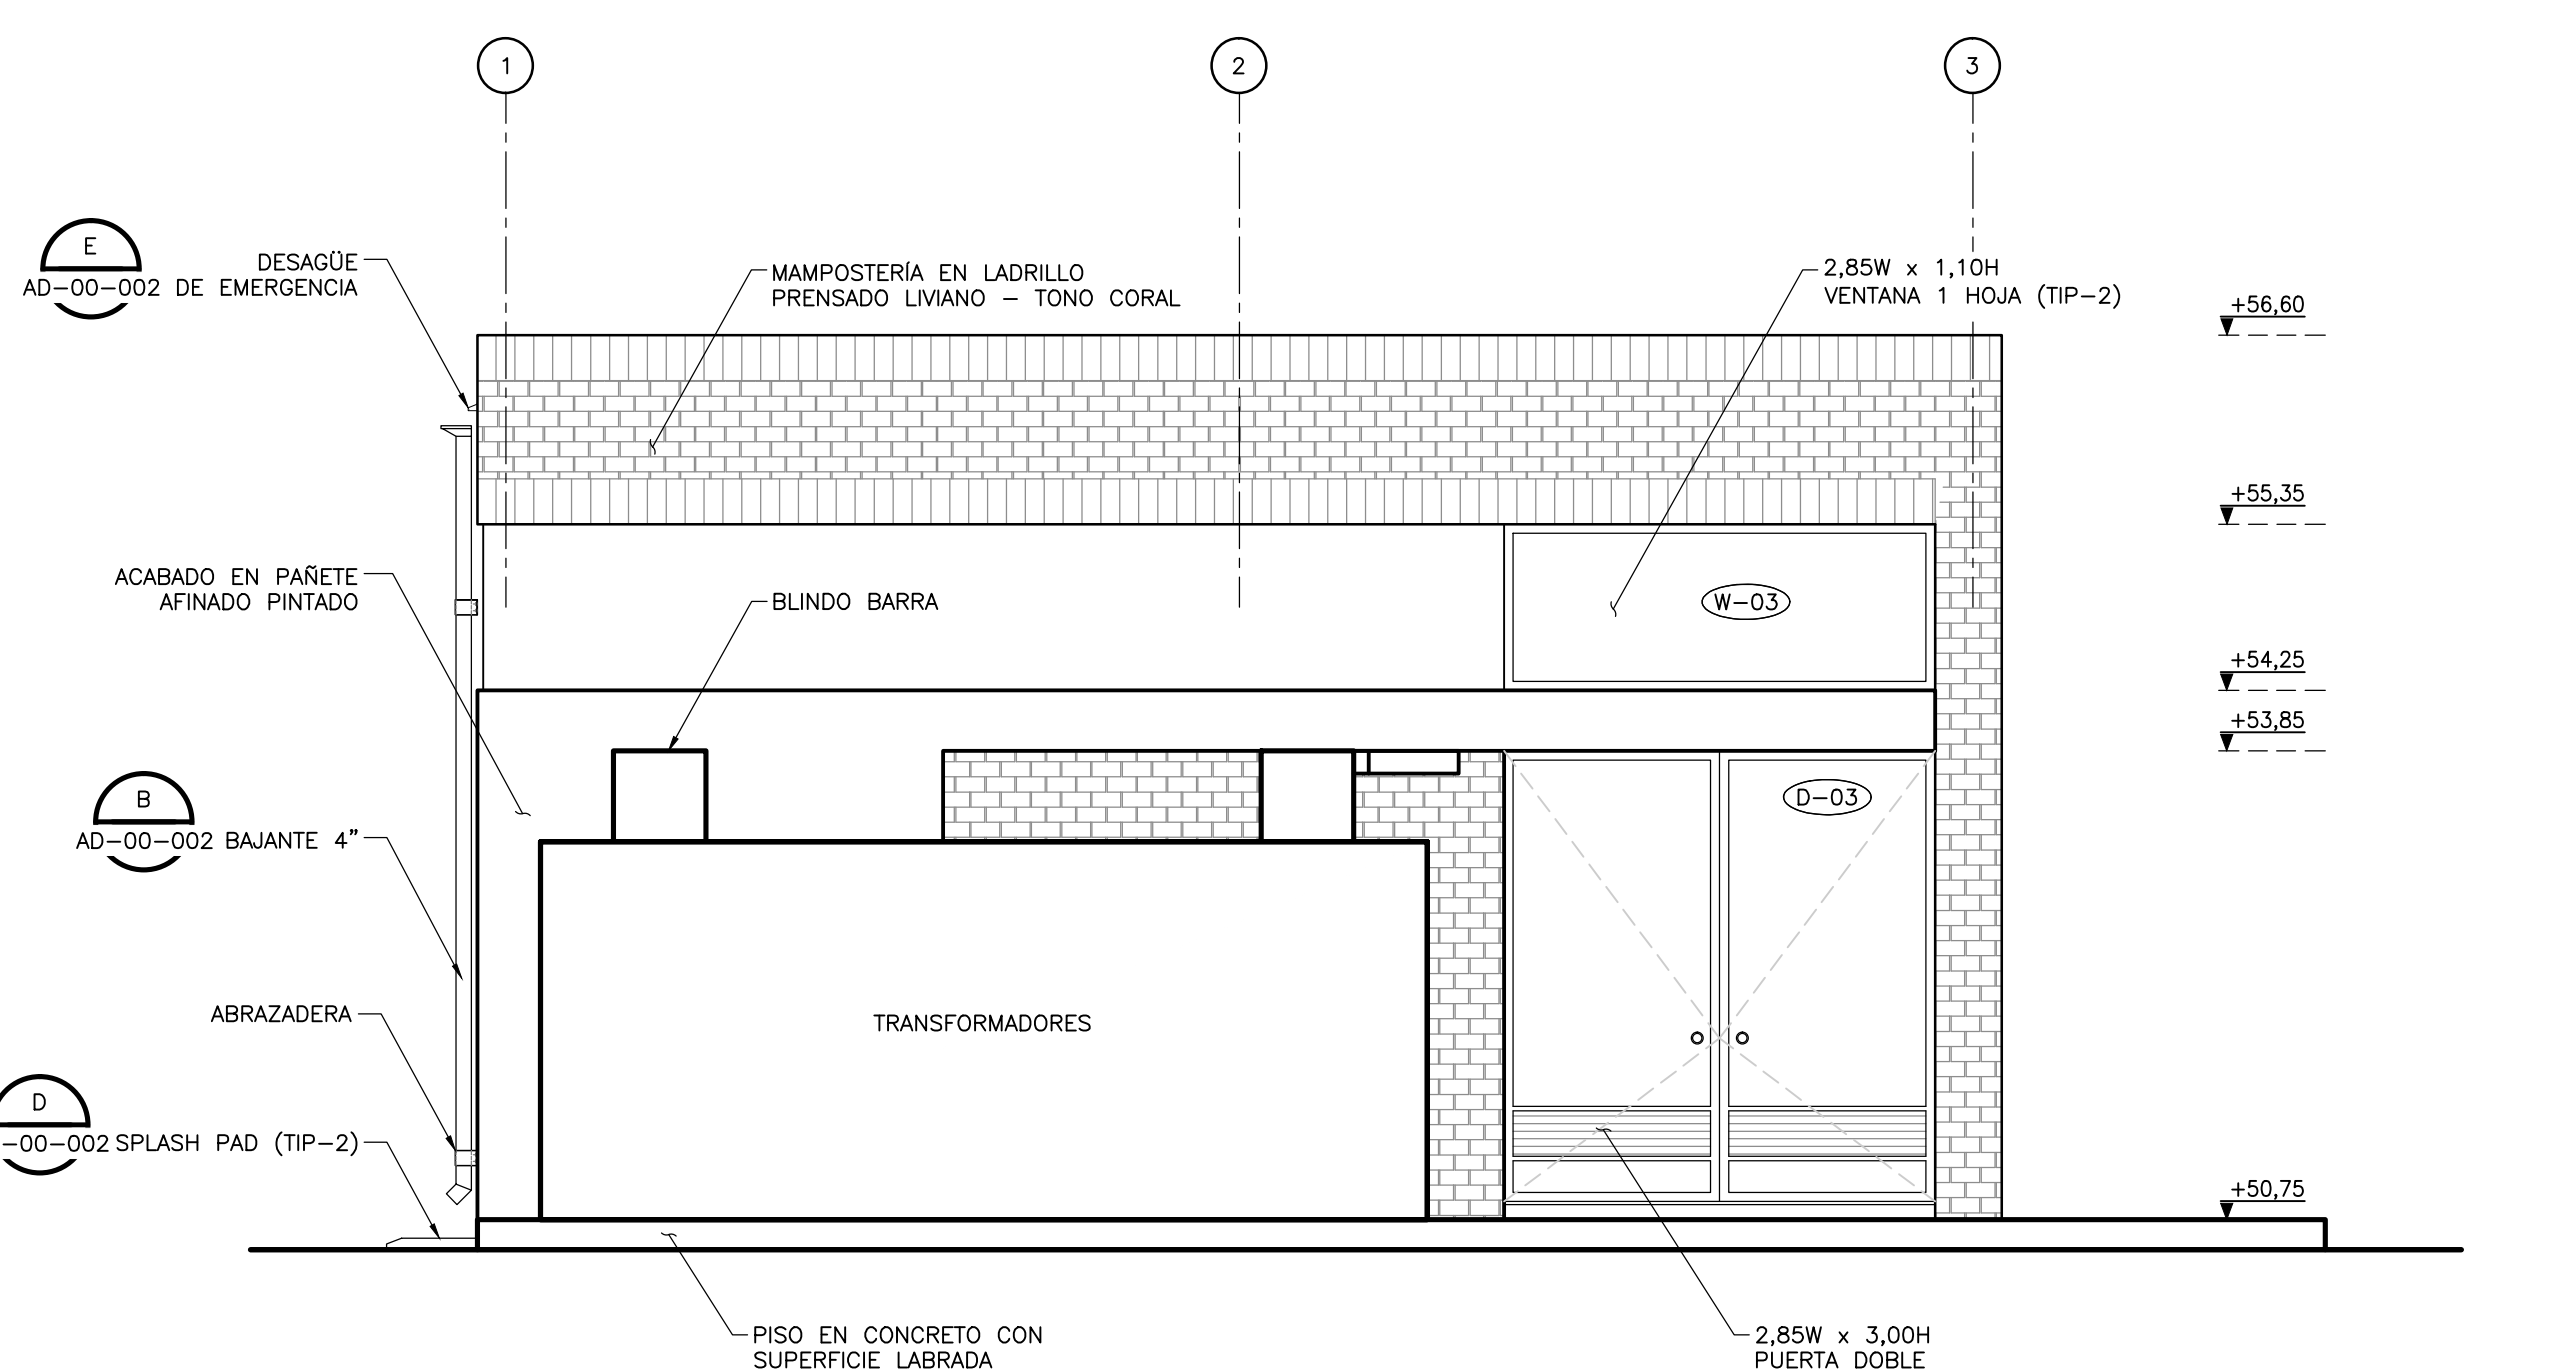 1
2
3
E
AD-00-002
DESAGÜE
DE EMERGENCIA
MAMPOSTERÍA EN LADRILLO
PRENSADO LIVIANO - TONO CORAL
2,85W x 1,10H
VENTANA 1 HOJA (TIP-2)
+56,60
+55,35
ACABADO EN PAÑETE
AFINADO PINTADO
BLINDO BARRA
W-03
+54,25
+53,85
B
AD-00-002
BAJANTE 4"
D-03
ABRAZADERA
TRANSFORMADORES
D
-00-002
SPLASH PAD (TIP-2)
+50,75
PISO EN CONCRETO CON
SUPERFICIE LABRADA
2,85W x 3,00H
PUERTA DOBLE